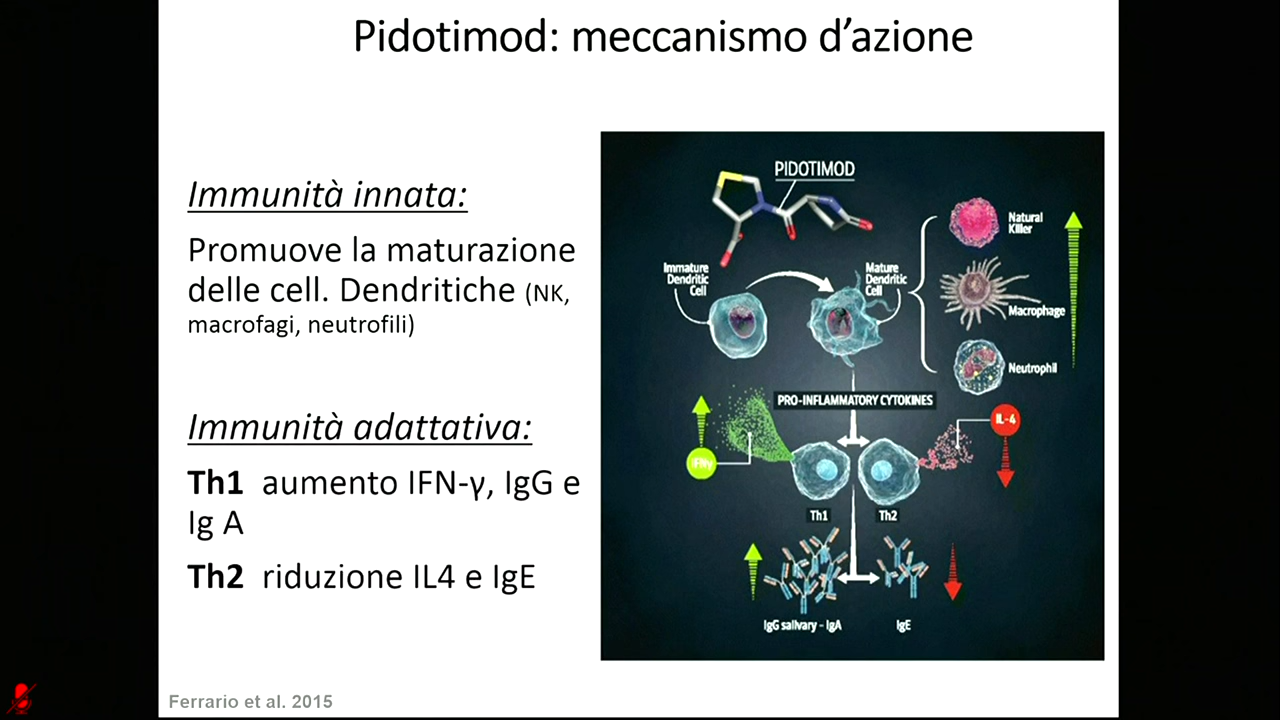 Pidotimod: meccanismo d’azione
Immunità innata:
Promuove la maturazione
delle cell. Dendritiche (NK,
macrofagi, neutrofili)
Immunità adattativa:
Th1 aumento IFN-γ, IgG e
Ig A
Th2 riduzione IL4 e IgE
PIDOTIMOD
Natural
Killer
Immature
Dendritic
Cell
Mature
Dendritic
Cell
Macrophage
Neutrophil
PRO-INFLAMMATORY CYTOKINES
IFNγ
IL-4
Th1
Th2
IgG salivary - IgA
IgE
Ferrario et al. 2015